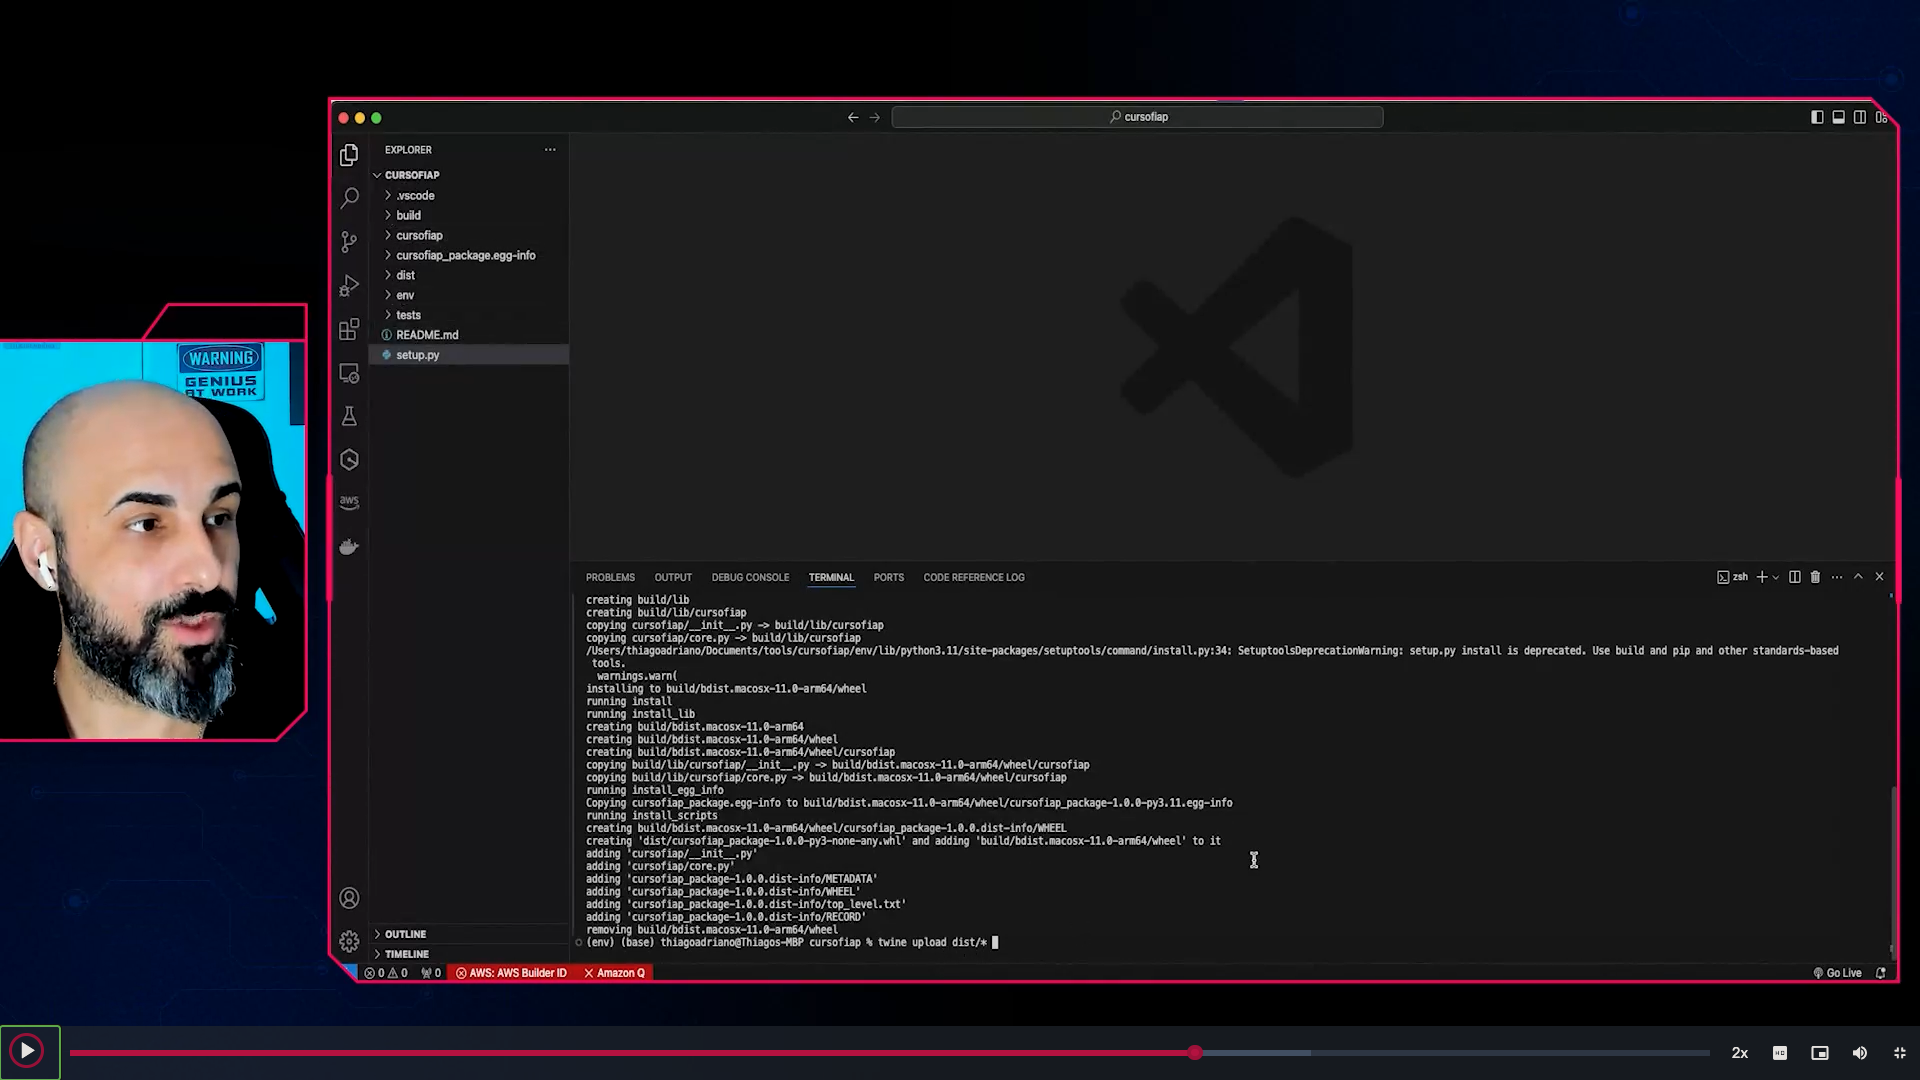 cursofiap
EXPLORER
CURSOFIAP
.vscode
build
cursofiap
cursofiap_package.egg-info
dist
env
tests
README.md
setup.py
OUTLINE
TIMELINE
WARNING
GENIUS
AT WORK
aws
PROBLEMS OUTPUT DEBUG CONSOLE TERMINAL PORTS CODE REFERENCE LOG
zsh
creating build/lib
creating build/lib/cursofiap
copying cursofiap/__init__.py -> build/lib/cursofiap
copying cursofiap/core.py -> build/lib/cursofiap
/Users/thiagoadriano/Documents/tools/cursofiap/env/lib/python3.11/site-packages/setuptools/command/install.py:34: SetuptoolsDeprecationWarning: setup.py install is deprecated. Use build and pip and other standards-based
tools.
warnings.warn(
installing to build/bdist.macosx-11.0-arm64/wheel
running install
running install_lib
creating build/bdist.macosx-11.0-arm64
creating build/bdist.macosx-11.0-arm64/wheel
creating build/bdist.macosx-11.0-arm64/wheel/cursofiap
copying build/lib/cursofiap/__init__.py -> build/bdist.macosx-11.0-arm64/wheel/cursofiap
copying build/lib/cursofiap/core.py -> build/bdist.macosx-11.0-arm64/wheel/cursofiap
running install_egg_info
Copying cursofiap_package.egg-info to build/bdist.macosx-11.0-arm64/wheel/cursofiap_package-1.0.0-py3.11.egg-info
running install_scripts
creating build/bdist.macosx-11.0-arm64/wheel/cursofiap_package-1.0.0.dist-info/WHEEL
creating 'dist/cursofiap_package-1.0.0-py3-none-any.whl' and adding 'build/bdist.macosx-11.0-arm64/wheel' to it
adding 'cursofiap/__init__.py'
adding 'cursofiap/core.py'
adding 'cursofiap_package-1.0.0.dist-info/METADATA'
adding 'cursofiap_package-1.0.0.dist-info/WHEEL'
adding 'cursofiap_package-1.0.0.dist-info/top_level.txt'
adding 'cursofiap_package-1.0.0.dist-info/RECORD'
removing build/bdist.macosx-11.0-arm64/wheel
(env) (base) thiagoadriano@Thiagos-MBP cursofiap % twine upload dist/*
0 0 0 AWS: AWS Builder ID Amazon Q
Go Live
2x HD